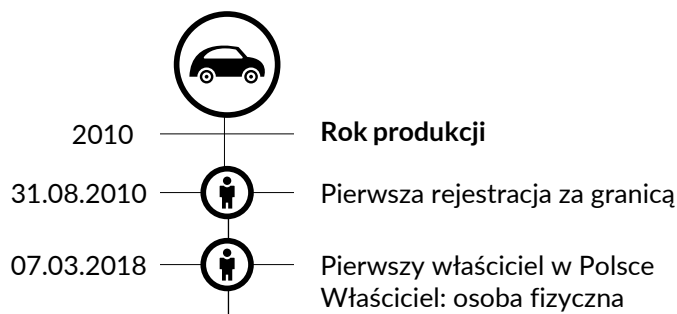 2010 Rok produkcji
31.08.2010 Pierwsza rejestracja za granicą
07.03.2018 Pierwszy właściciel w Polsce
Właściciel: osoba fizyczna